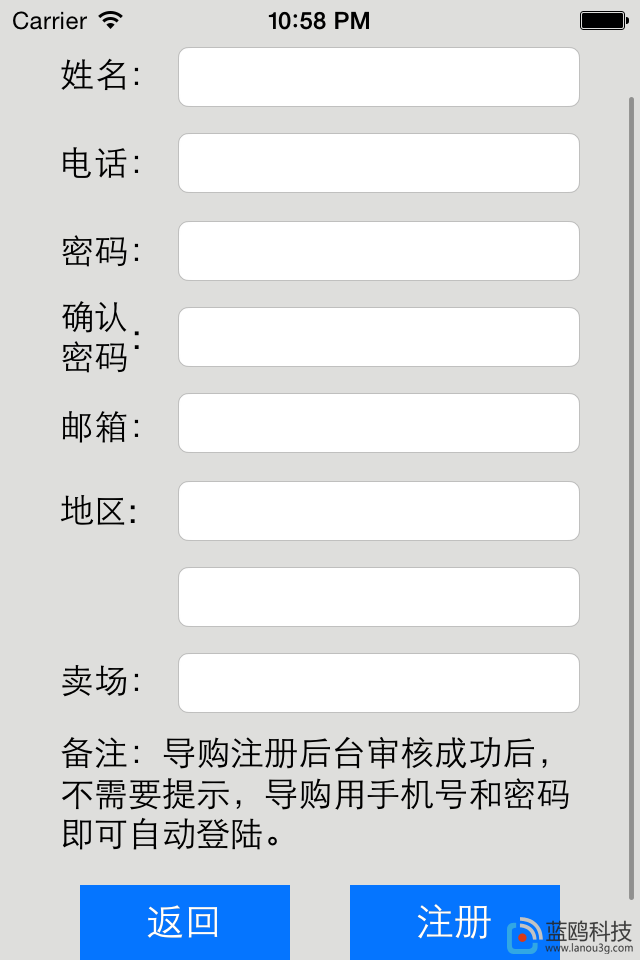 Carrier 10:58 PM
姓名：
电话：
密码：
确认
密码：
邮箱：
地区：
卖场：
备注：导购注册后台审核成功后，
不需要提示，导购用手机号和密码
即可自动登陆。
返回 注册
蓝鸥科技
www.lanou3g.com